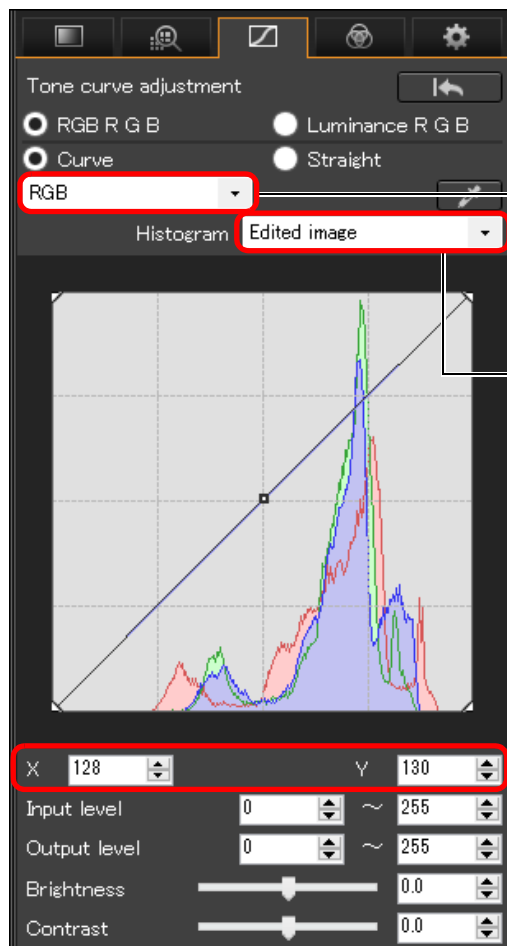 Tone curve adjustment
RGB R G B Luminance R G B
Curve Straight
RGB
Histogram Edited image
X 128 Y 130
Input level 0 ~ 255
Output level 0 ~ 255
Brightness 0.0
Contrast 0.0